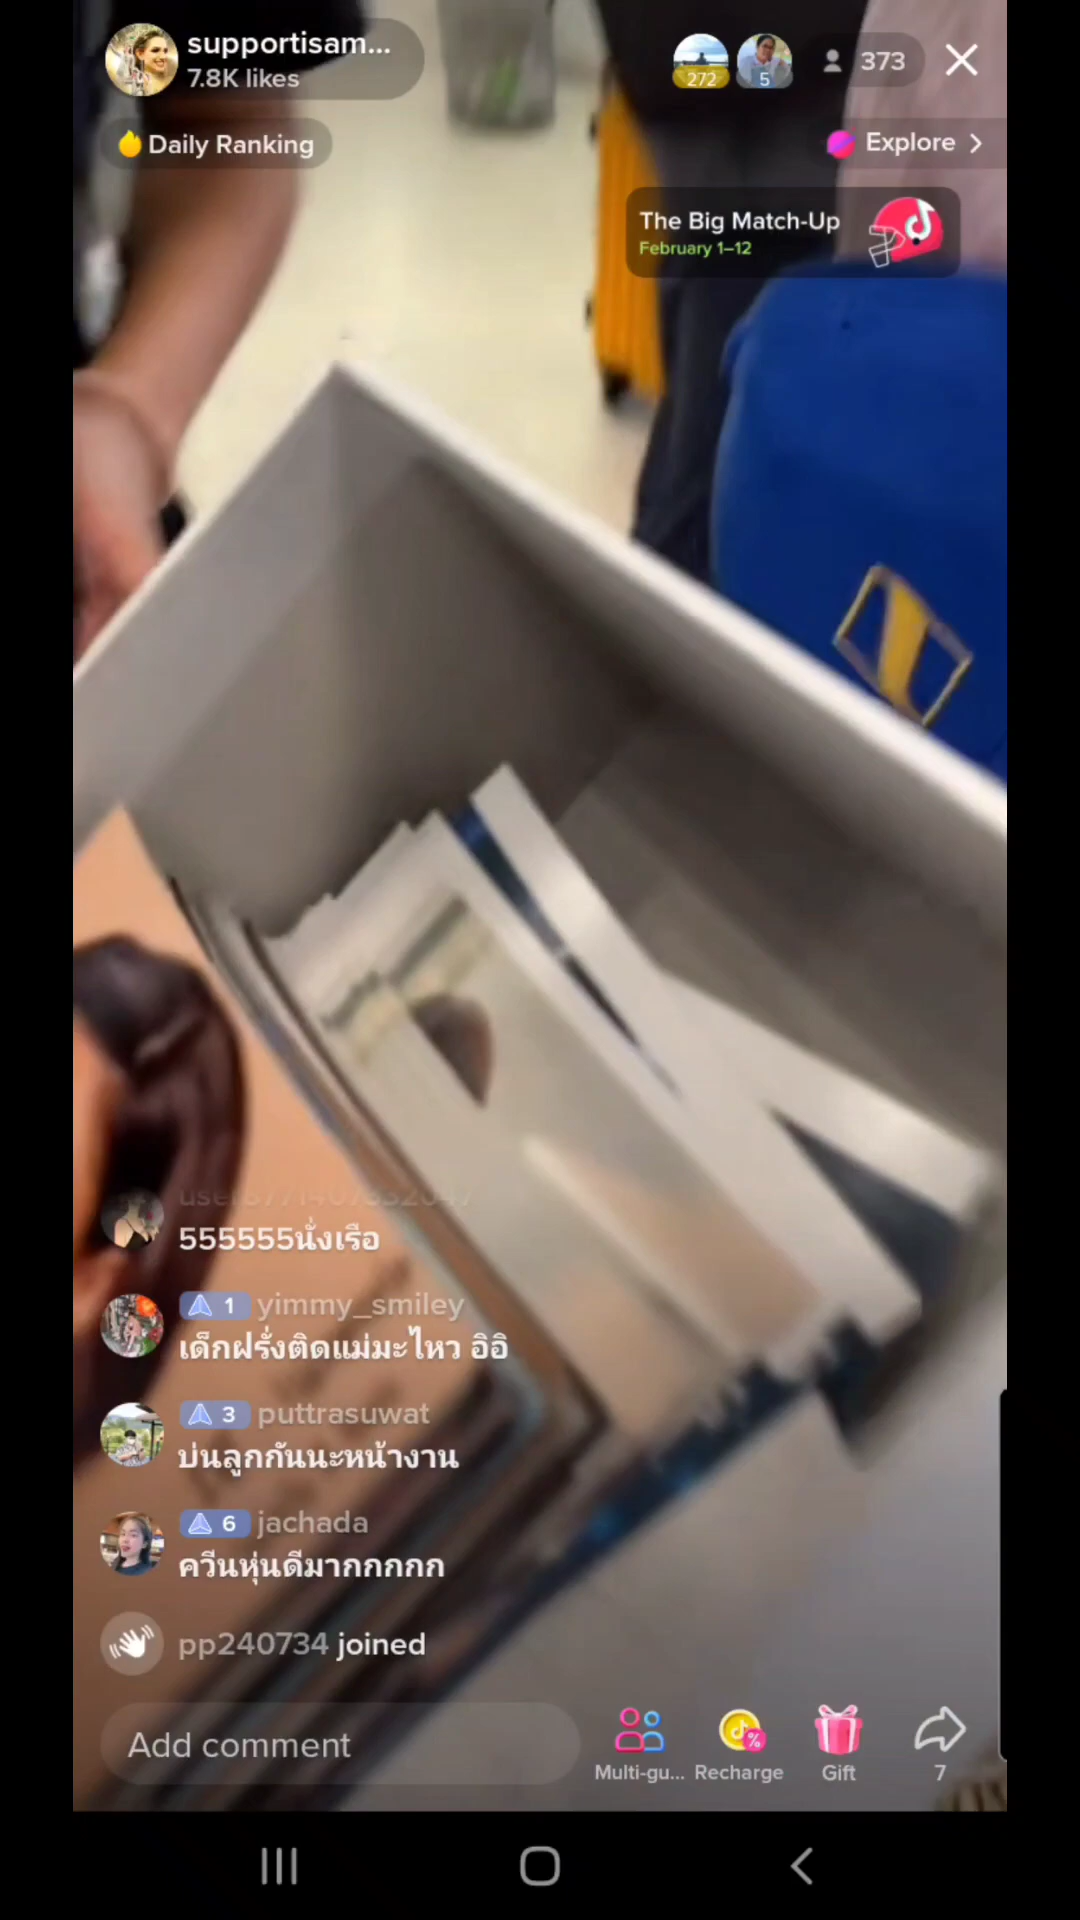 supportisam...
7.8K likes
272
5
373
Daily Ranking
Explore
The Big Match-Up
February 1–12
555555นั่งเรือ
1 yimmy_smiley
เด็กฝรั่งติดแม่มะไหว อิอิ
3 puttrasuwat
บ่นลูกกันนะหน้างาน
6 jachada
ควีนหุ่นดีมากกกกก
pp240734 joined
Add comment
Multi-gu...
Recharge
Gift
7